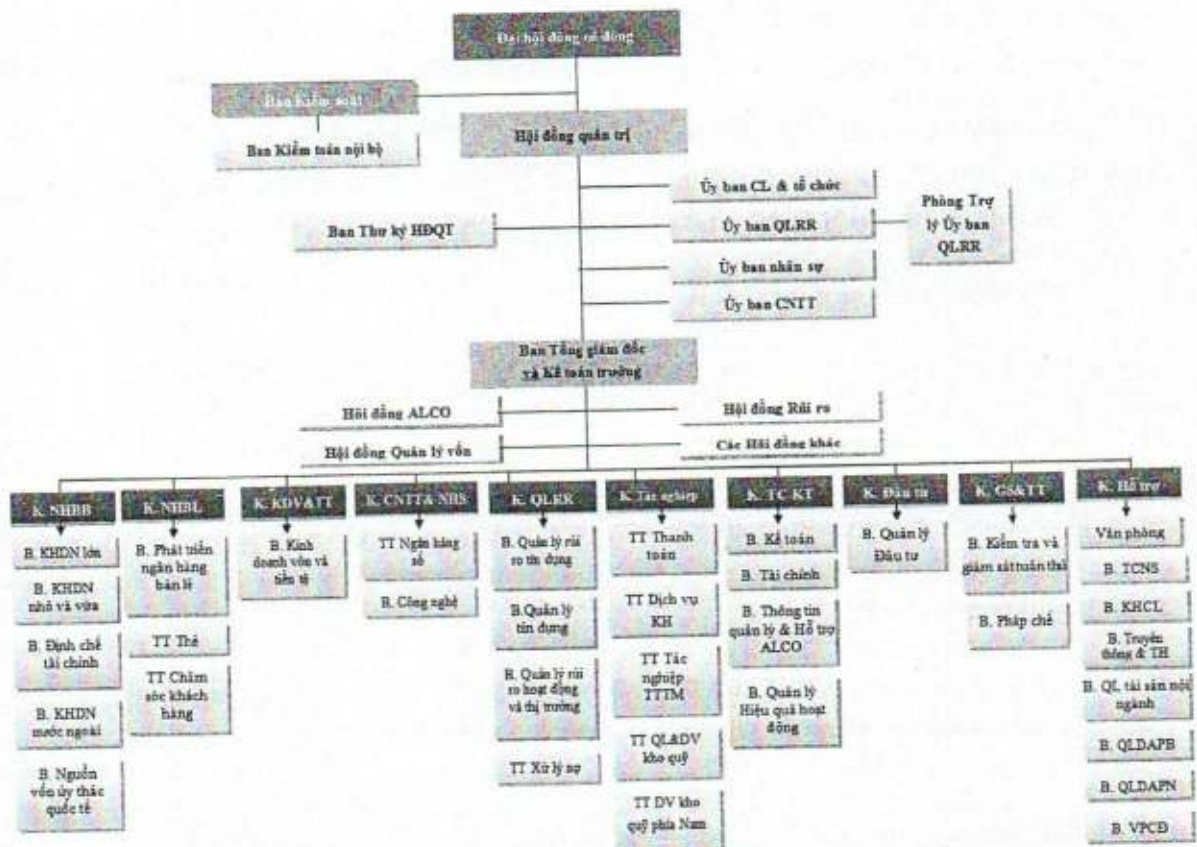 Đại hội đồng cổ đông
Ban Kiểm soát
Ban Kiểm toán nội bộ
Hội đồng quản trị
Ủy ban CL & tổ chức
Ban Thư ký HĐQT
Ủy ban QLRR
Phòng Trợ
lý Ủy ban
QLRR
Ủy ban nhân sự
Ủy ban CNTT
Ban Tổng giám đốc
và Kế toán trưởng
Hội đồng ALCO
Hội đồng Rủi ro
Hội đồng Quản lý vốn
Các Hội đồng khác
K. NHBB
B. KHDN lớn
B. KHDN
nhỏ và vừa
B. Định chế
tài chính
B. KHDN
nước ngoài
B. Nguồn
vốn ủy thác
quốc tế
K. NHBL
B. Phát triển
ngân hàng
bán lẻ
TT Thẻ
TT Chăm
sóc khách
hàng
K. KDV&TT
B. Kinh
doanh vốn và
tiền tệ
K. CNTT& NHS
TT Ngân hàng
số
B. Công nghệ
K. QLRR
B. Quản lý rủi
ro tín dụng
B.Quản lý
tín dụng
B. Quản lý rủi
ro hoạt động
và thị trường
TT Xử lý nợ
K. Tác nghiệp
TT Thanh
toán
TT Dịch vụ
KH
TT Tác
nghiệp
TTTM
TT QL&DV
kho quỹ
TT DV kho
quỹ phía Nam
K. TC-KT
B. Kế toán
B. Tài chính
B. Thông tin
quản lý & Hỗ trợ
ALCO
B. Quản lý
Hiệu quả hoạt
động
K. Đầu tư
B. Quản lý
Đầu tư
K. GS&TT
B. Kiểm tra và
giám sát tuân thủ
B. Pháp chế
K. Hỗ trợ
Văn phòng
B. TCNS
B. KHCL
B. Truyền
thông & TH
B. QL tài sản nội
ngành
B. QLDAPB
B. QLDAPN
B. VPCĐ